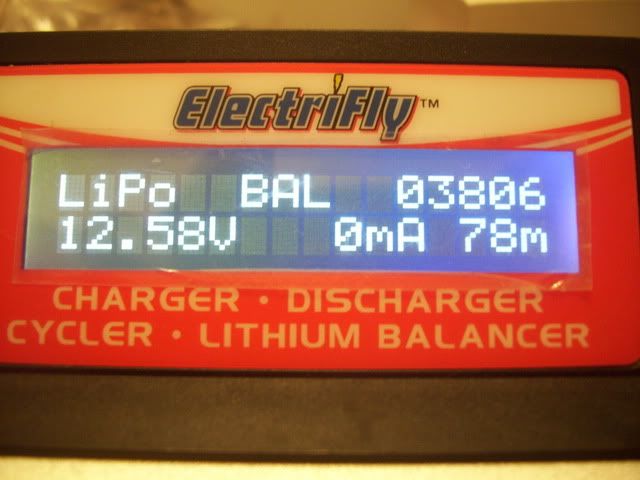 ElectriFly™
LiPo BAL 03806
12.58V 0mA 78m
CHARGER • DISCHARGER
CYCLER • LITHIUM BALANCER